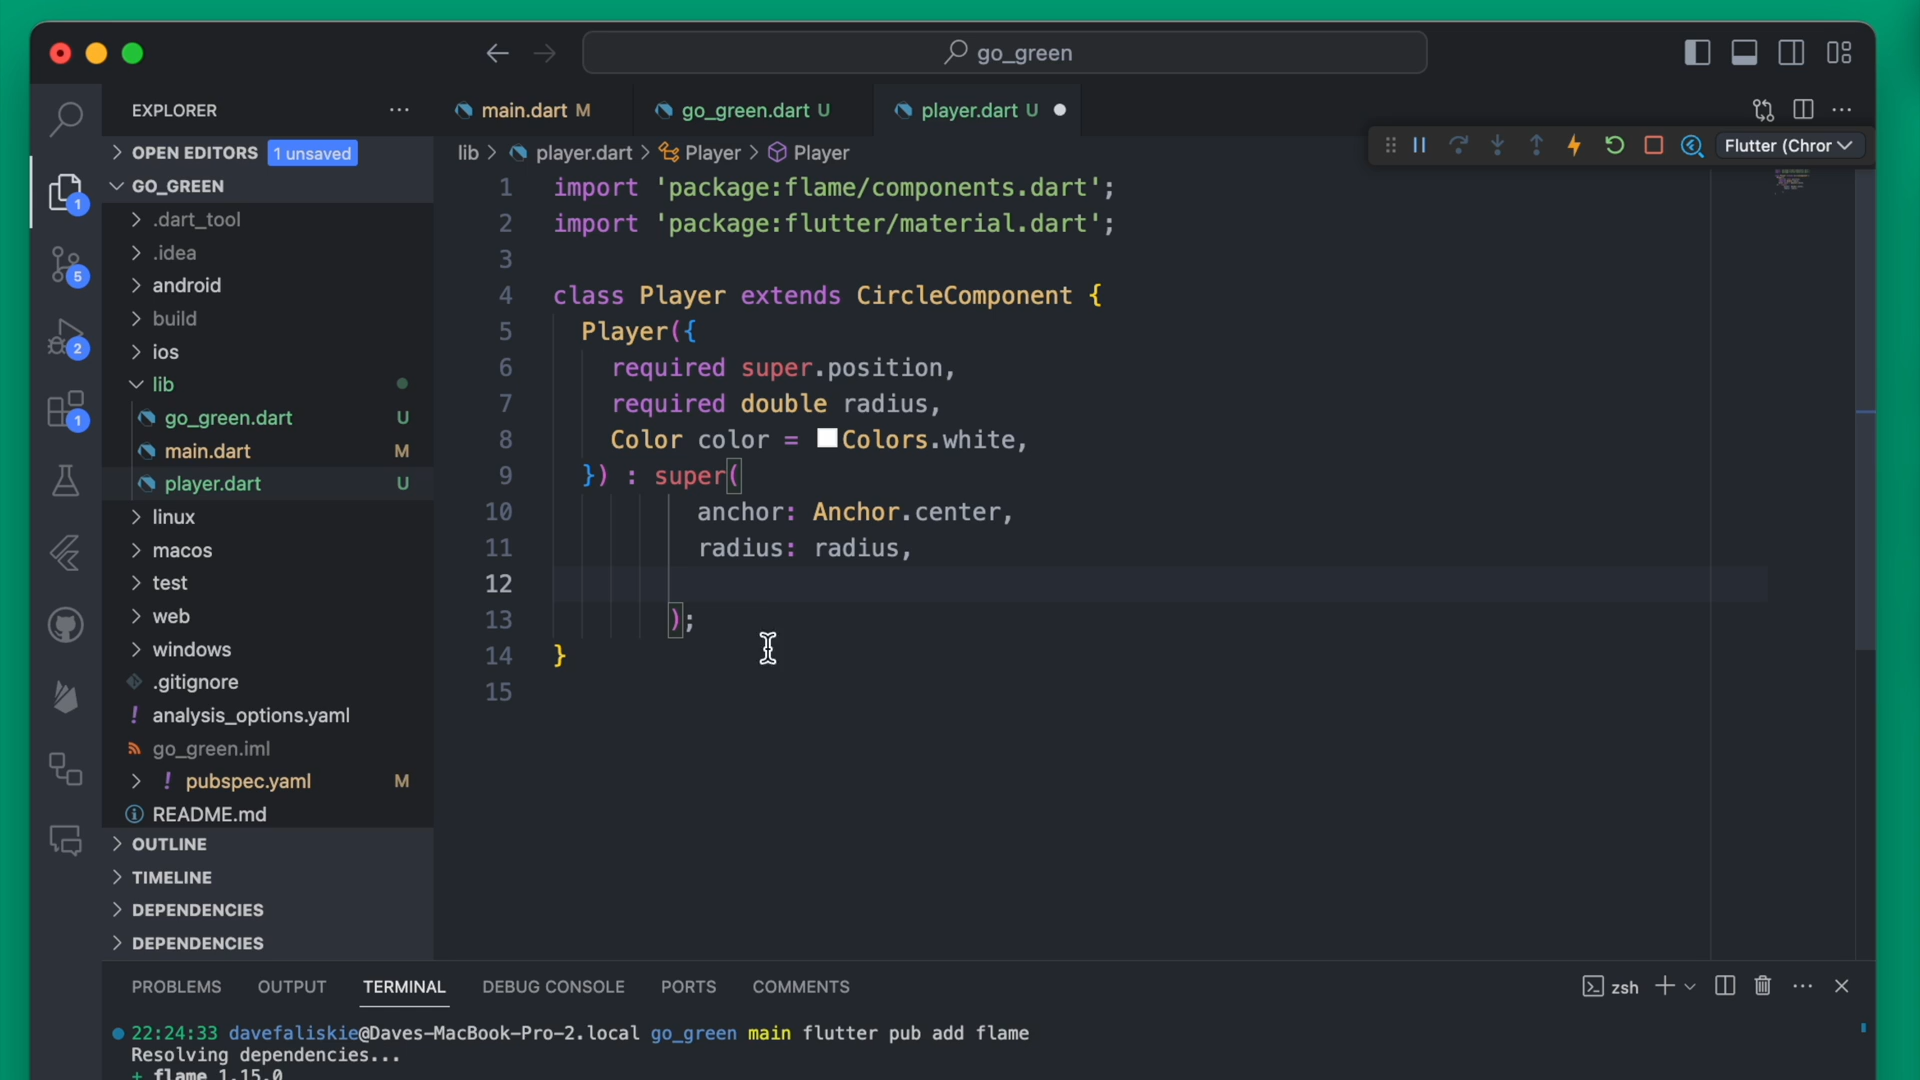 go_green
EXPLORER
main.dart M
go_green.dart U
player.dart U
OPEN EDITORS 1 unsaved
lib player.dart Player Player
Flutter (Chror
GO_GREEN
.dart_tool
.idea
android
build
ios
lib
go_green.dart U
main.dart M
player.dart U
linux
macos
test
web
windows
.gitignore
analysis_options.yaml
go_green.iml
pubspec.yaml M
README.md
OUTLINE
TIMELINE
DEPENDENCIES
DEPENDENCIES
1
5
2
1
1 import 'package:flame/components.dart';
2 import 'package:flutter/material.dart';
3
4 class Player extends CircleComponent {
5 Player({
6 required super.position,
7 required double radius,
8 Color color = Colors.white,
9 }) : super(
10 anchor: Anchor.center,
11 radius: radius,
12
13 );
14 }
15
PROBLEMS OUTPUT TERMINAL DEBUG CONSOLE PORTS COMMENTS
zsh
22:24:33 davefaliskie@Daves-MacBook-Pro-2.local go_green main flutter pub add flame
Resolving dependencies...
+ flame 1.15.0